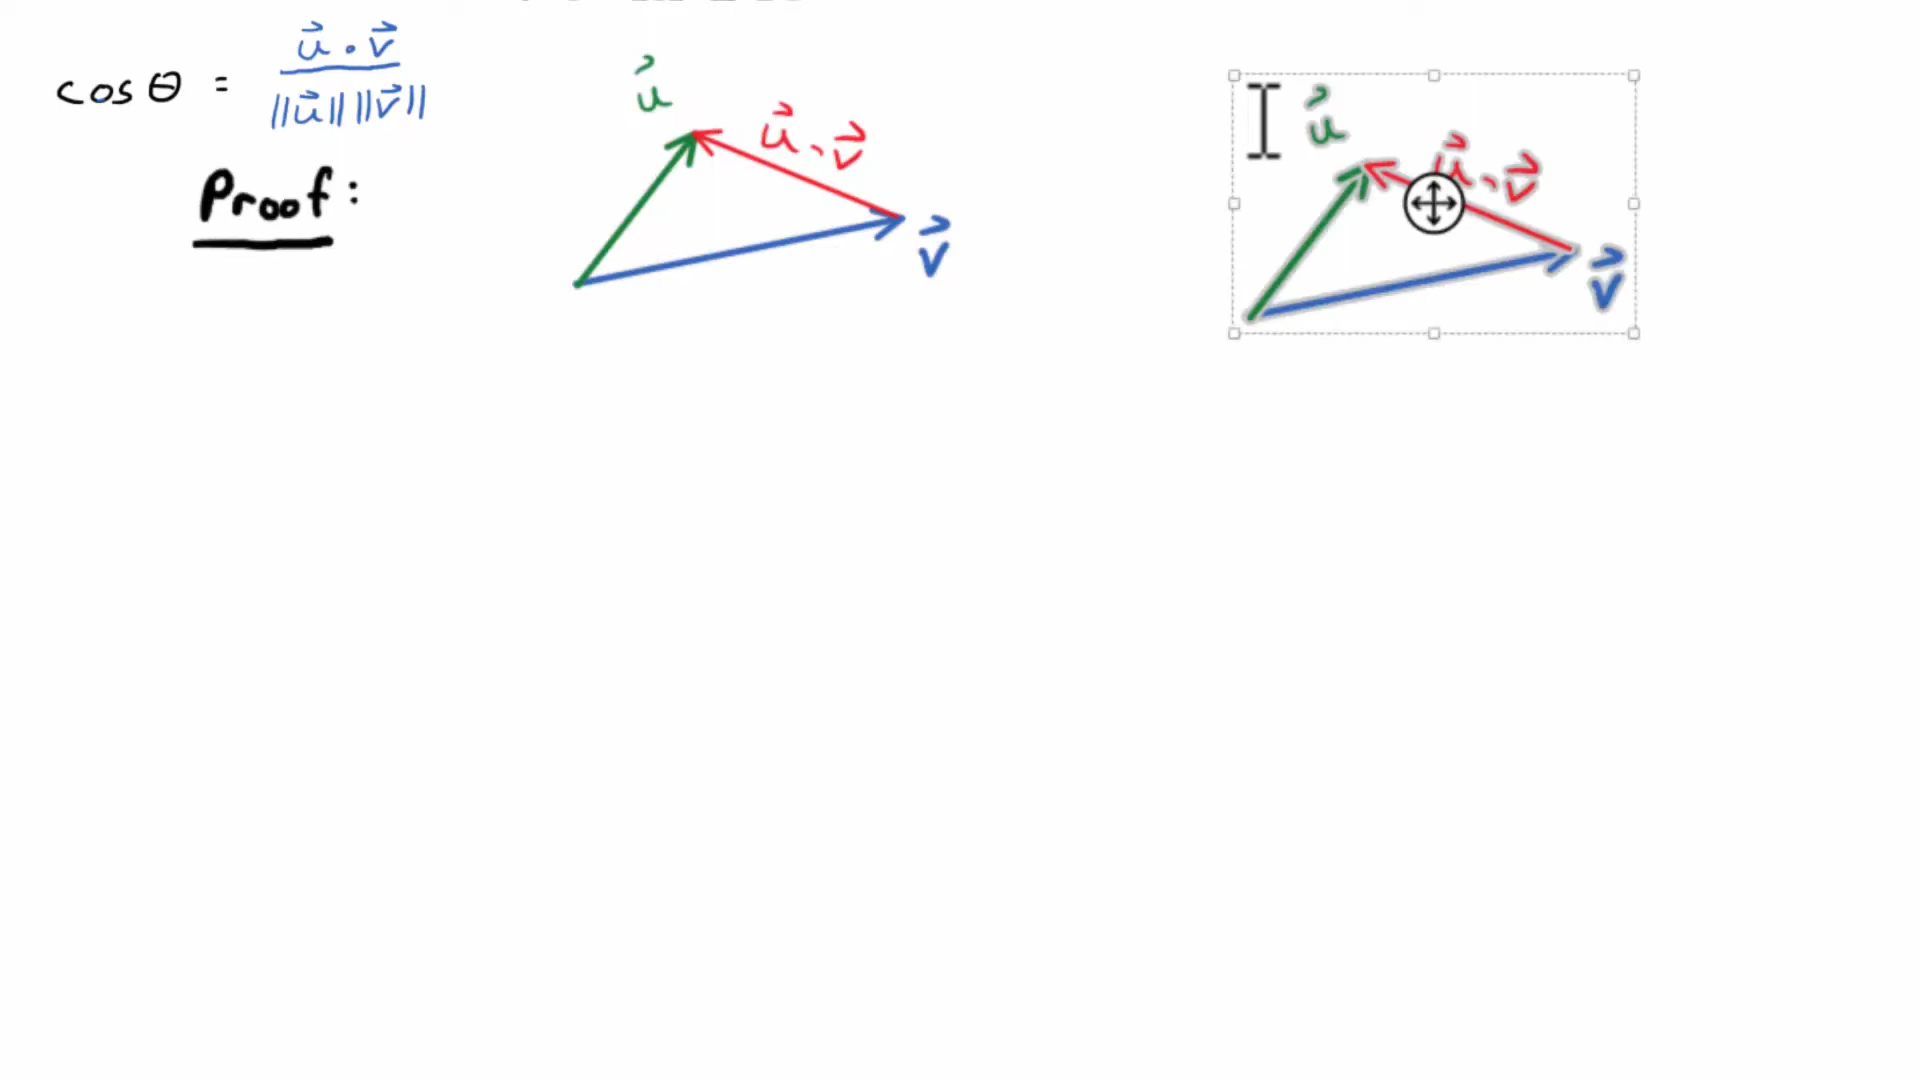 cos θ = u⃗ · v⃗ / ||u⃗|| ||v⃗||
Proof:
u⃗
u⃗ - v⃗
v⃗
u⃗
u⃗ - v⃗
v⃗